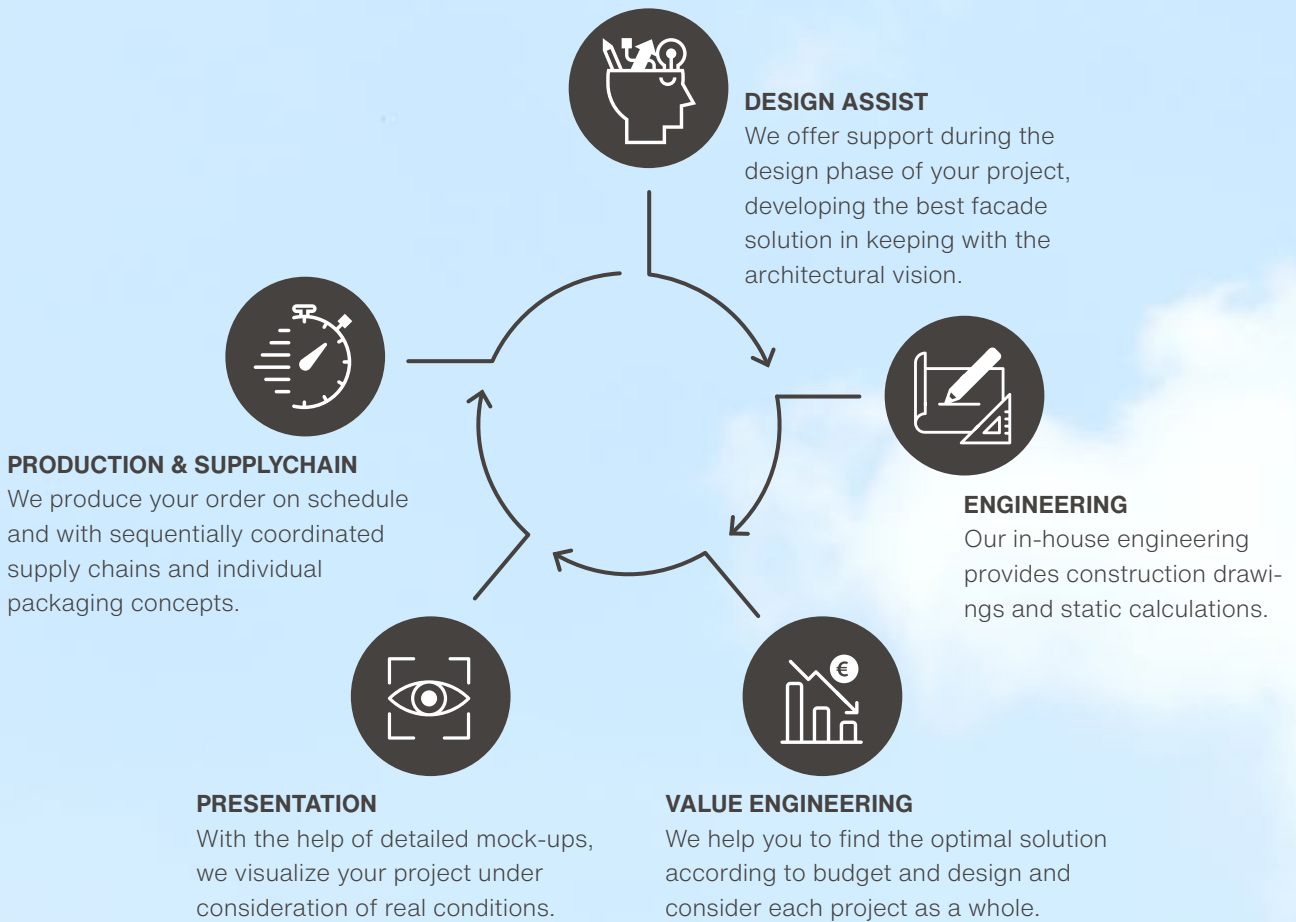 DESIGN ASSIST
We offer support during the
design phase of your project,
developing the best facade
solution in keeping with the
architectural vision.
ENGINEERING
Our in-house engineering
provides construction drawi-
ngs and static calculations.
VALUE ENGINEERING
We help you to find the optimal solution
according to budget and design and
consider each project as a whole.
€
PRESENTATION
With the help of detailed mock-ups,
we visualize your project under
consideration of real conditions.
PRODUCTION & SUPPLYCHAIN
We produce your order on schedule
and with sequentially coordinated
supply chains and individual
packaging concepts.